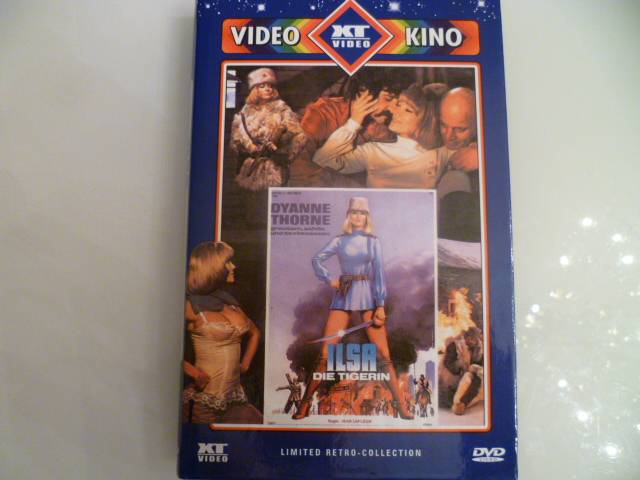 VIDEO XT VIDEO KINO
DYANNE
THORNE
ILSA
DIE TIGERIN
XT
VIDEO
LIMITED RETRO-COLLECTION
DVD